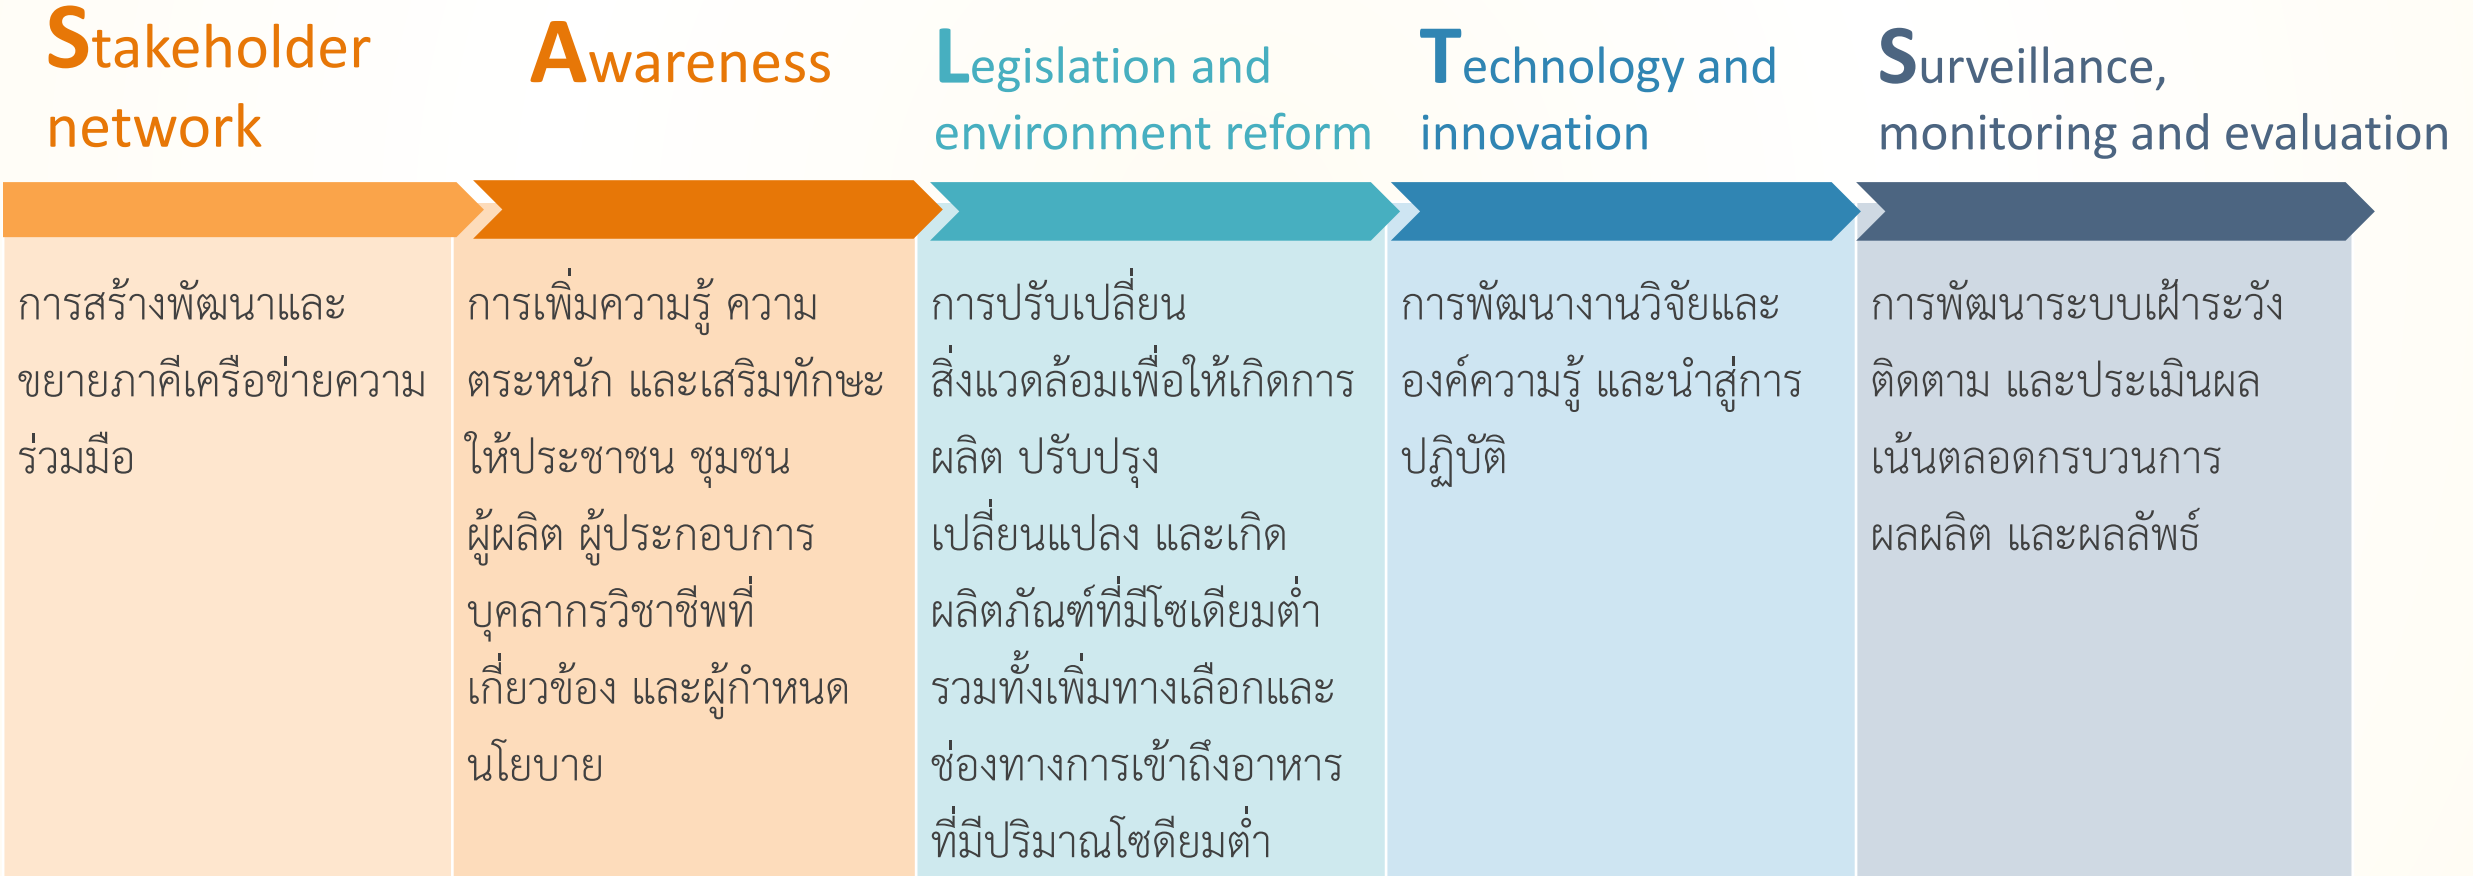 Stakeholder
network
Awareness
Legislation and
environment reform
Technology and
innovation
Surveillance,
monitoring and evaluation
การสร้างพัฒนาและ
ขยายภาคีเครือข่ายความ
ร่วมมือ
การเพิ่มความรู้ ความ
ตระหนัก และเสริมทักษะ
ให้ประชาชน ชุมชน
ผู้ผลิต ผู้ประกอบการ
บุคลากรวิชาชีพที่
เกี่ยวข้อง และผู้กำหนด
นโยบาย
การปรับเปลี่ยน
สิ่งแวดล้อมเพื่อให้เกิดการ
ผลิต ปรับปรุง
เปลี่ยนแปลง และเกิด
ผลิตภัณฑ์ที่มีโซเดียมต่ำ
รวมทั้งเพิ่มทางเลือกและ
ช่องทางการเข้าถึงอาหาร
ที่มีปริมาณโซดียมต่ำ
การพัฒนางานวิจัยและ
องค์ความรู้ และนำสู่การ
ปฏิบัติ
การพัฒนาระบบเฝ้าระวัง
ติดตาม และประเมินผล
เน้นตลอดกรบวนการ
ผลผลิต และผลลัพธ์